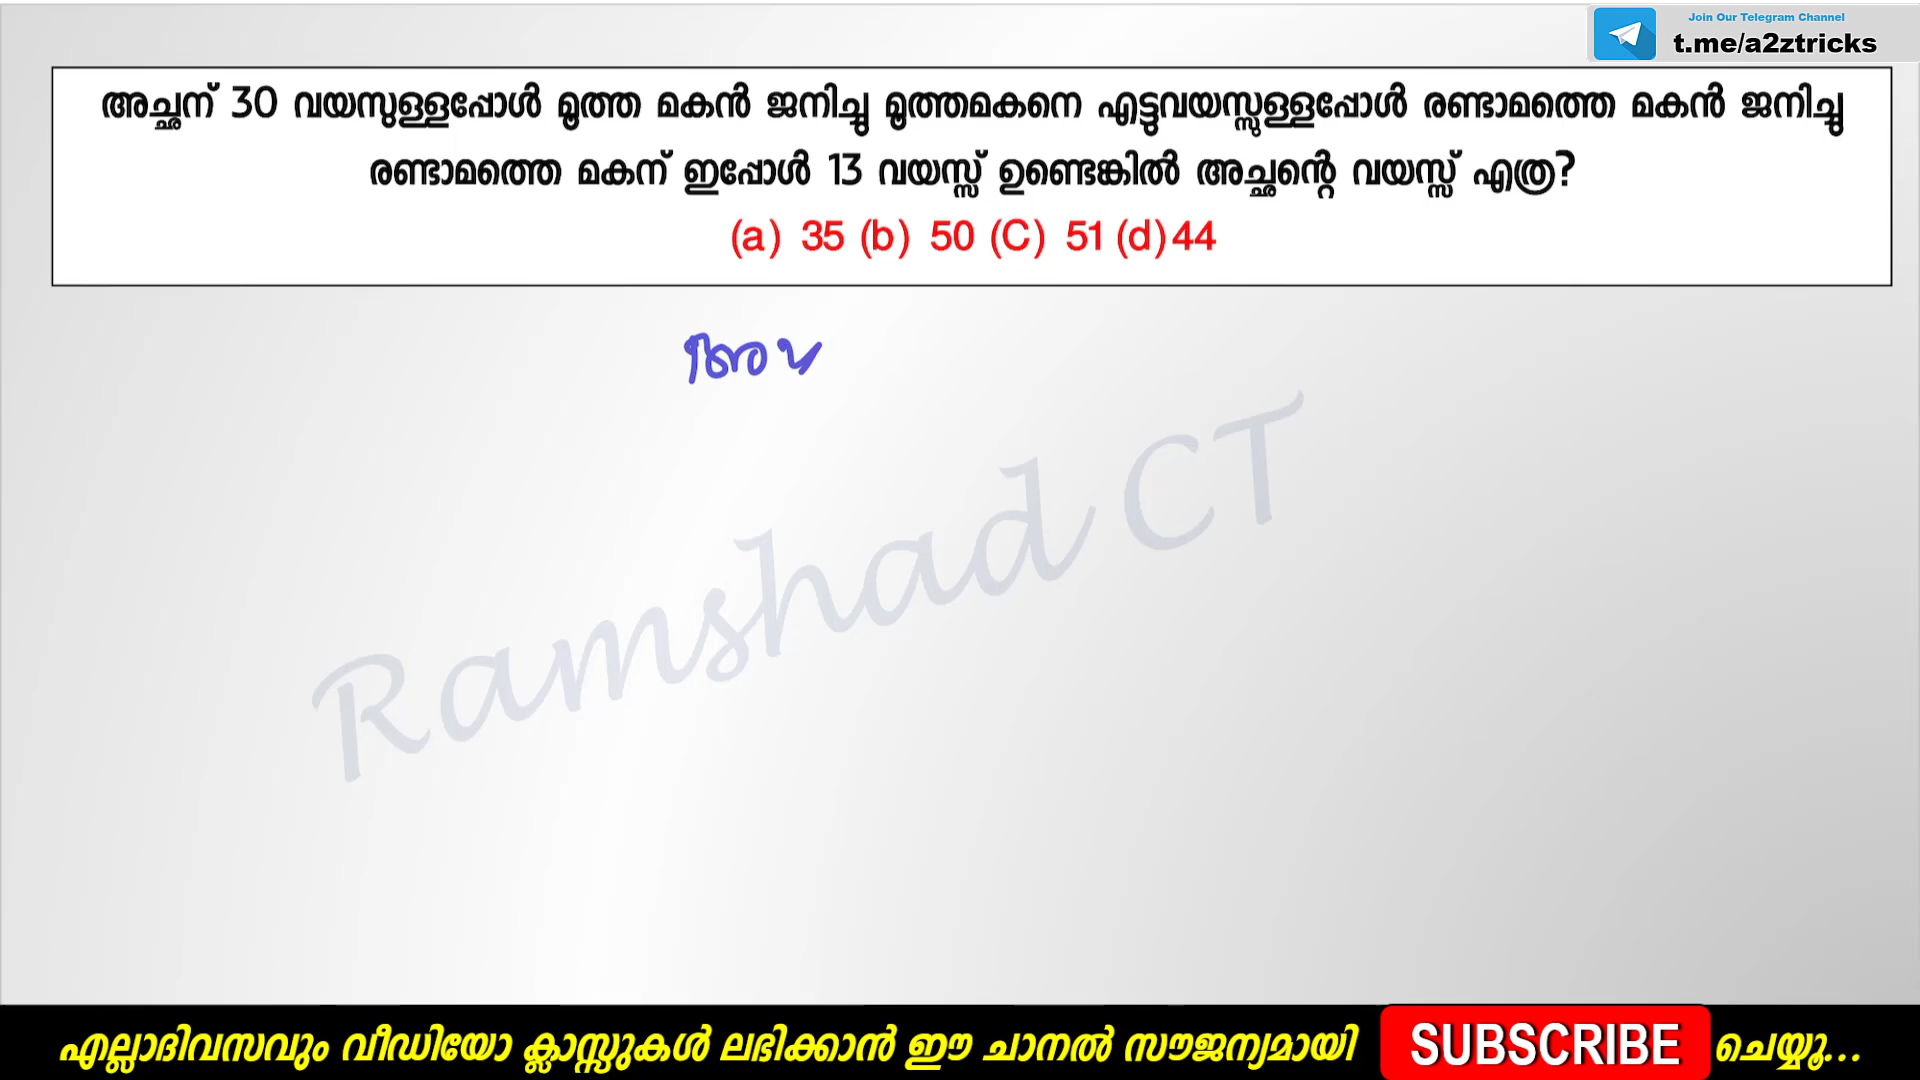 Join Our Telegram Channel
t.me/a2ztricks
അച്ഛന് 30 വയസുള്ളപ്പോൾ മൂത്ത മകൻ ജനിച്ചു മൂത്തമകനെ എട്ടുവയസ്സുള്ളപ്പോൾ രണ്ടാമത്തെ മകൻ ജനിച്ചു
രണ്ടാമത്തെ മകന് ഇപ്പോൾ 13 വയസ്സ് ഉണ്ടെങ്കിൽ അച്ഛന്റെ വയസ്സ് എത്ര?
(a) 35 (b) 50 (C) 51 (d)44
Ramshad CT
എല്ലാദിവസവും വീഡിയോ ക്ലാസ്സുകൾ ലഭിക്കാൻ ഈ ചാനൽ സൗജന്യമായി SUBSCRIBE ചെയ്യൂ...